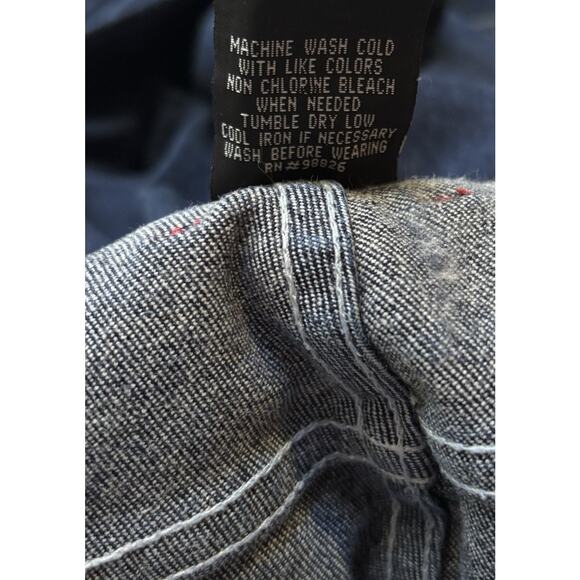 MACHINE WASH COLD
WITH LIKE COLORS
NON CHLORINE BLEACH
WHEN NEEDED
TUMBLE DRY LOW
COOL IRON IF NECESSARY
WASH BEFORE WEARING
RN#98826